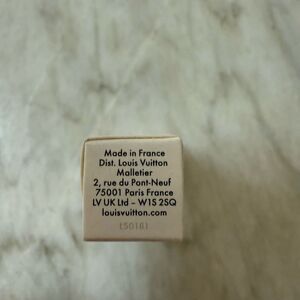 Made in France
Dist. Louis Vuitton
Malletier
2, rue du Pont-Neuf
75001 Paris France
LV UK Ltd – W1S 2SQ
louisvuitton.com
LS0181